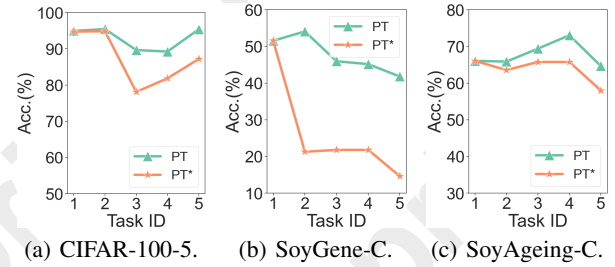 100
90
80
70
60
50
Acc.(%)
PT
PT*
1 2 3 4 5
Task ID
(a) CIFAR-100-5.
60
50
40
30
20
10
Acc.(%)
PT
PT*
1 2 3 4 5
Task ID
(b) SoyGene-C.
80
70
60
50
40
30
Acc.(%)
PT
PT*
1 2 3 4 5
Task ID
(c) SoyAgeing-C.